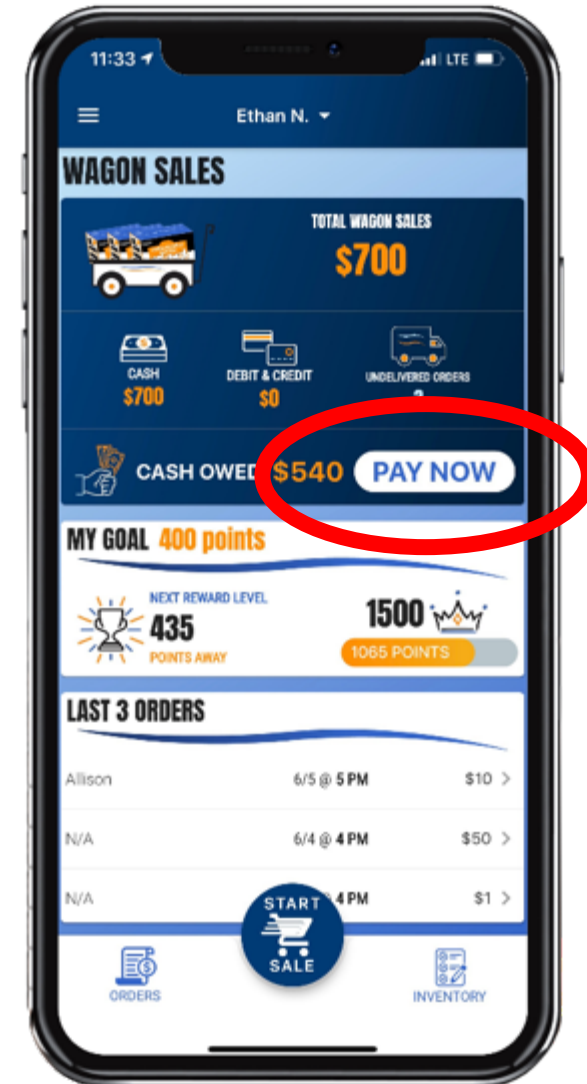 11:33 LTE
Ethan N.
WAGON SALES
TOTAL WAGON SALES
$700
CASH DEBIT & CREDIT UNDELIVERED ORDERS
$700 $0
CASH OWED $540 PAY NOW
MY GOAL 400 points
NEXT REWARD LEVEL
435 1500
POINTS AWAY 1065 POINTS
LAST 3 ORDERS
Allison 6/5 @ 5 PM $10 >
N/A 6/4 @ 4 PM $50 >
N/A 4 PM $1 >
START
SALE
ORDERS INVENTORY